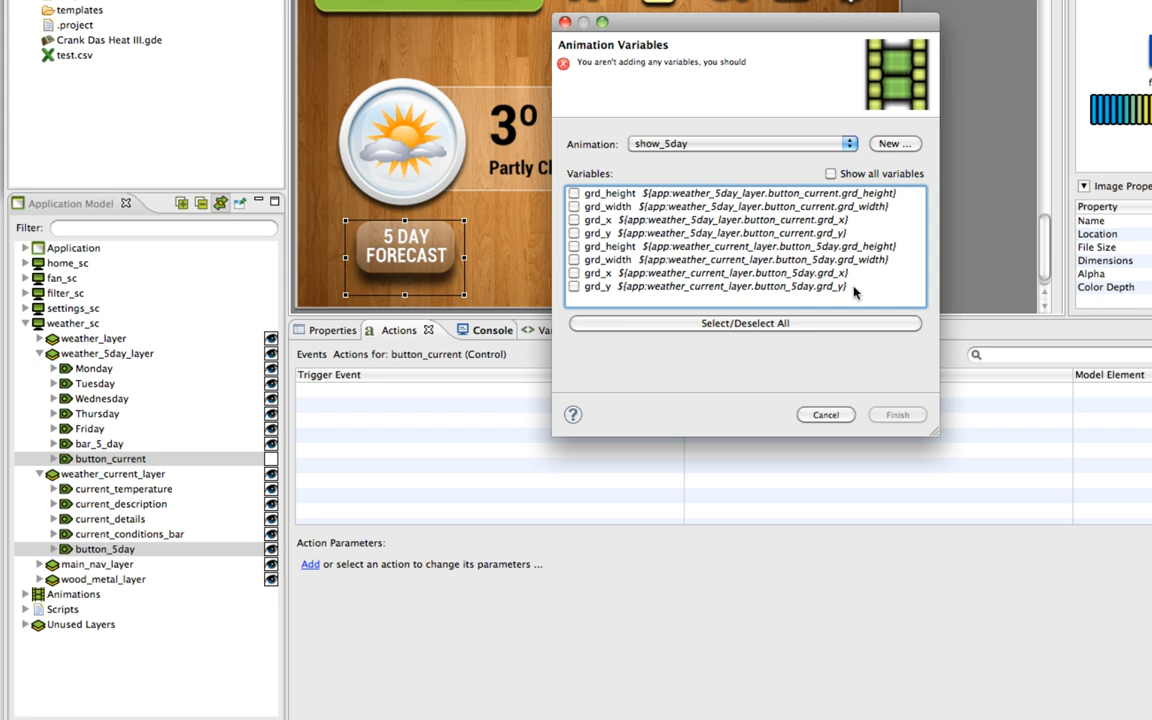 templates
.project
Crank Das Heat III.gde
test.csv
Application Model
Filter:
Application
home_sc
fan_sc
filter_sc
settings_sc
weather_sc
weather_layer
weather_5day_layer
Monday
Tuesday
Wednesday
Thursday
Friday
bar_5_day
button_current
weather_current_layer
current_temperature
current_description
current_details
current_conditions_bar
button_5day
main_nav_layer
wood_metal_layer
Animations
Scripts
Unused Layers
3º
Partly Cl
5 DAY
FORECAST
Animation Variables
You aren't adding any variables, you should
Animation: show_5day New ...
Variables: Show all variables
grd_height ${app:weather_5day_layer.button_current.grd_height}
grd_width ${app:weather_5day_layer.button_current.grd_width}
grd_x ${app:weather_5day_layer.button_current.grd_x}
grd_y ${app:weather_5day_layer.button_current.grd_y}
grd_height ${app:weather_current_layer.button_5day.grd_height}
grd_width ${app:weather_current_layer.button_5day.grd_width}
grd_x ${app:weather_current_layer.button_5day.grd_x}
grd_y ${app:weather_current_layer.button_5day.grd_y}
Select/Deselect All
? Cancel Finish
Properties a Actions Console <> Va
Events Actions for: button_current (Control)
Trigger Event Model Element
Action Parameters:
Add or select an action to change its parameters ...
Image Prope
Property
Name
Location
File Size
Dimensions
Alpha
Color Depth